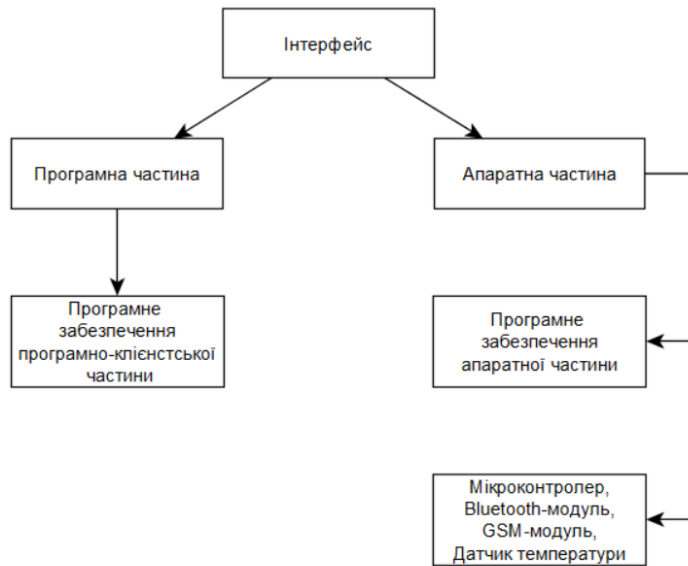 Інтерфейс
Програмна частина
Апаратна частина
Програмне
забезпечення
програмно-клієнстської
частини
Програмне
забезпечення
апаратної частини
Мікроконтролер,
Bluetooth-модуль,
GSM-модуль,
Датчик температури